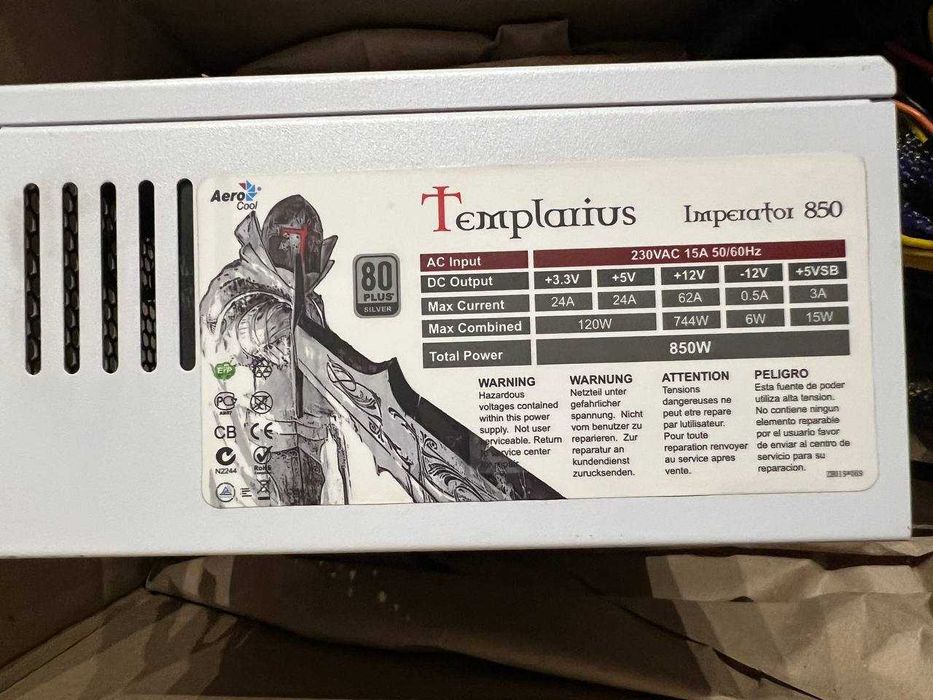 Aero
Cool
Templarius Imperator 850
80
PLUS
SILVER
AC Input 230VAC 15A 50/60Hz
DC Output +3.3V +5V +12V -12V +5VSB
Max Current 24A 24A 62A 0.5A 3A
Max Combined 120W 744W 6W 15W
Total Power 850W
WARNING
Hazardous
voltages contained
within this power
supply. Not user
serviceable. Return
service center
WARNUNG
Netzteil unter
gefahrlicher
spannung. Nicht
vom benutzer zu
reparieren. Zur
reparatur an
kundendienst
zurucksenden.
ATTENTION
Tensions
dangereuses ne
peut etre repare
par lutilisateur.
Pour toute
reparation renvoyer
au service apres
vente.
PELIGRO
Esta fuente de poder
utiliza alta tension.
No contiene ningun
elemento reparable
por el usuario favor
de enviar al centro de
servicio para su
reparacion.
ErP
CB CE
N2244 RoHS